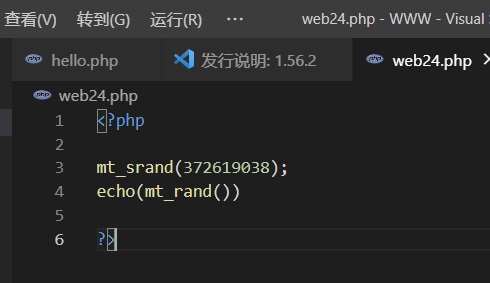 查看(V) 转到(G) 运行(R) ··· web24.php - WWW - Visual
hello.php 发行说明: 1.56.2 web24.php
web24.php
1 <?php
2
3 mt_srand(372619038);
4 echo(mt_rand())
5
6 ?>